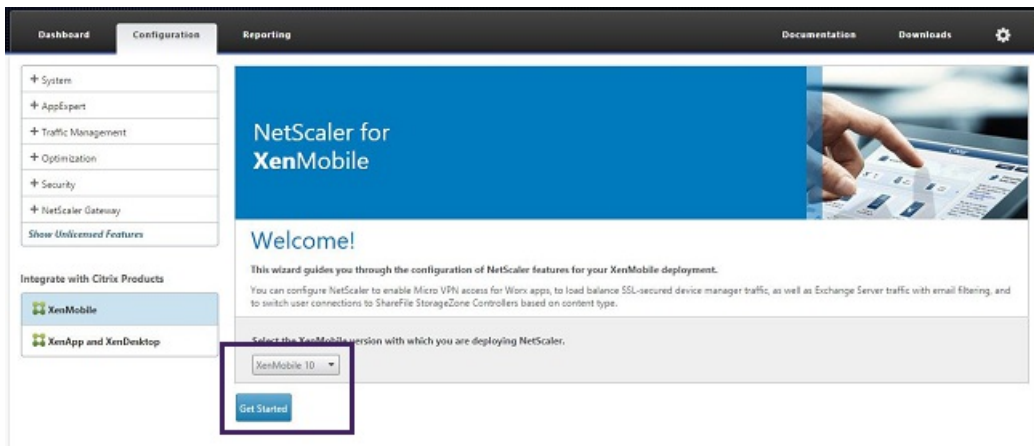 Dashboard
Configuration
Reporting
Documentation
Downloads
+ System
+ AppExpert
+ Traffic Management
+ Optimization
+ Security
+ NetScaler Gateway
Show Unlicensed Features
Integrate with Citrix Products
XenMobile
XenApp and XenDesktop
NetScaler for
XenMobile
Welcome!
This wizard guides you through the configuration of NetScaler features for your XenMobile deployment.
You can configure NetScaler to enable Micro VPN access for Worx apps, to load balance SSL-secured device manager traffic, as well as Exchange Server traffic with email filtering, and
to switch user connections to ShareFile StorageZone Controllers based on content type.
Select the XenMobile version with which you are deploying NetScaler.
XenMobile 10
Get Started